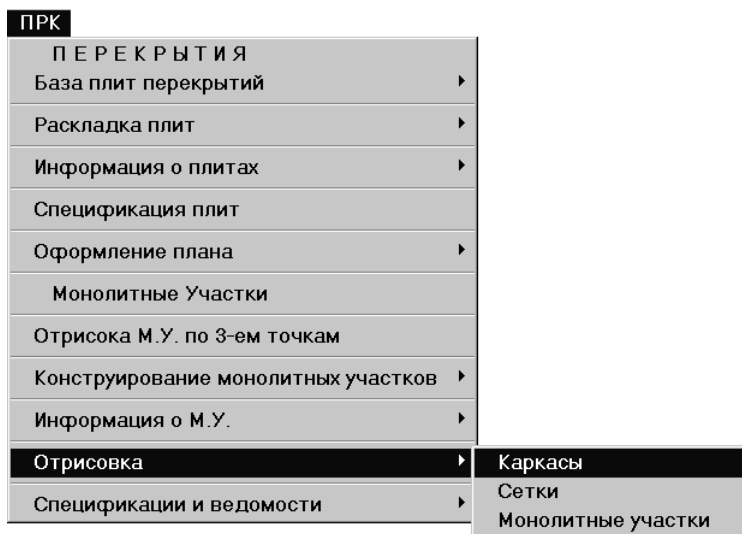 ПРК
П Е Р Е К Р Ы Т И Я
База плит перекрытий
Раскладка плит
Информация о плитах
Спецификация плит
Оформление плана
Монолитные Участки
Отрисока М.У. по 3-ем точкам
Конструирование монолитных участков
Информация о М.У.
Отрисовка
Каркасы
Сетки
Монолитные участки
Спецификации и ведомости